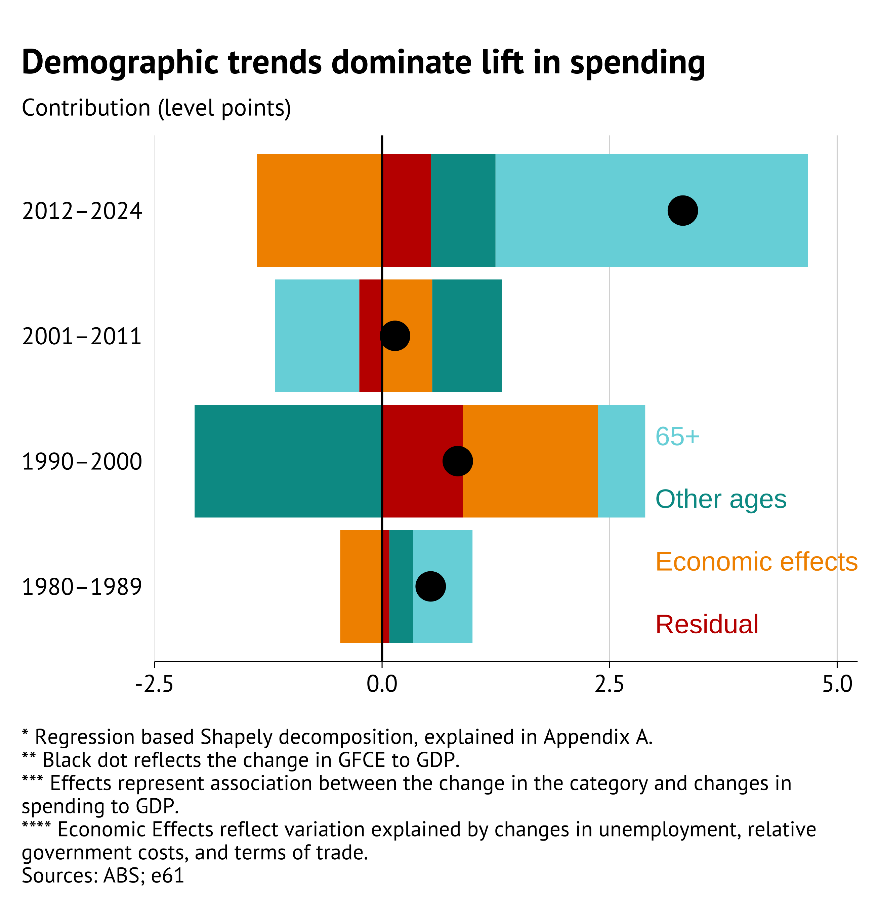 Demographic trends dominate lift in spending
Contribution (level points)
2012–2024
2001–2011
1990–2000
1980–1989
65+
Other ages
Economic effects
Residual
-2.5 0.0 2.5 5.0
* Regression based Shapely decomposition, explained in Appendix A.
** Black dot reflects the change in GFCE to GDP.
*** Effects represent association between the change in the category and changes in
spending to GDP.
**** Economic Effects reflect variation explained by changes in unemployment, relative
government costs, and terms of trade.
Sources: ABS; e61